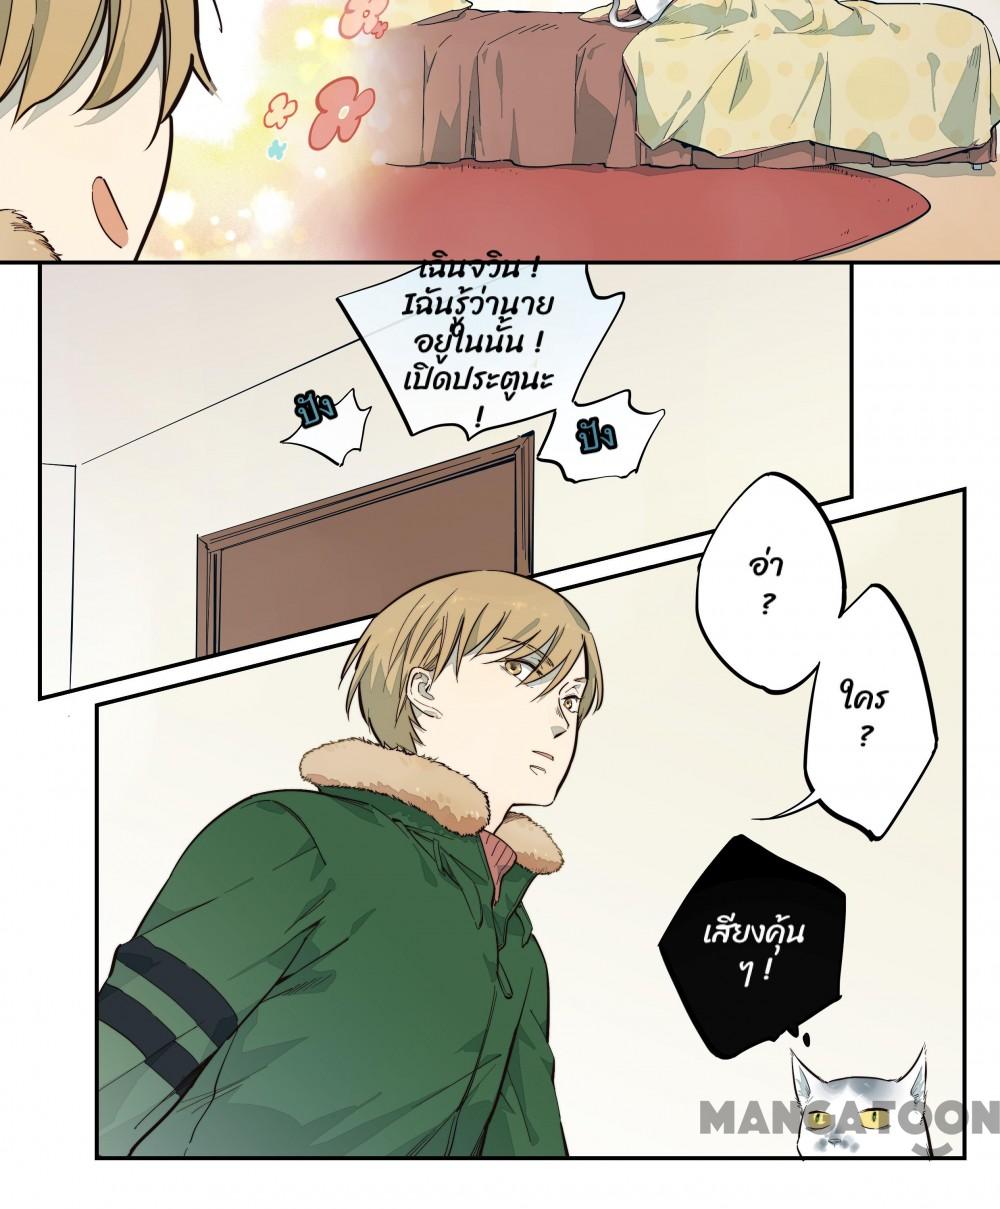 เฉินจวิน !
Iฉันรู้ว่านาย
อยู่ในนั้น !
เปิดประตูนะ
!
ปัง
ปัง
อ่า
?
ใคร
?
เสียงคุ้น
ๆ !
MANGATOON